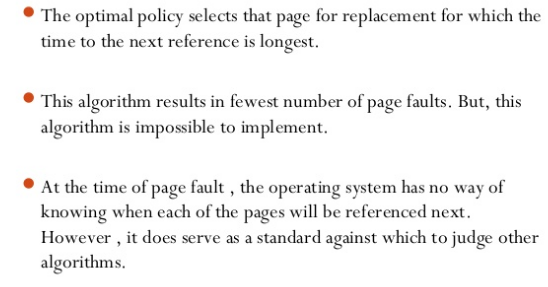 ● The optimal policy selects that page for replacement for which the
time to the next reference is longest.
● This algorithm results in fewest number of page faults. But, this
algorithm is impossible to implement.
● At the time of page fault , the operating system has no way of
knowing when each of the pages will be referenced next.
However , it does serve as a standard against which to judge other
algorithms.